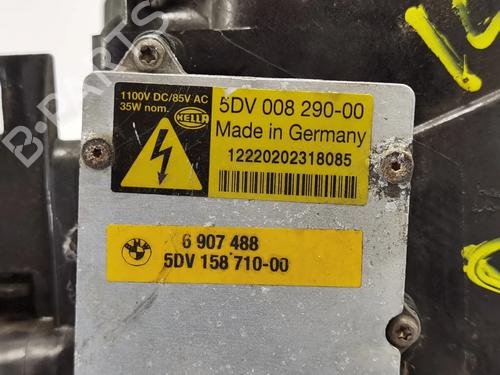 B-PARTS
1100V DC/85V AC
35W nom.
HELLA
5DV 008 290-00
Made in Germany
12220202318085
6 907 488
5DV 158 710-00